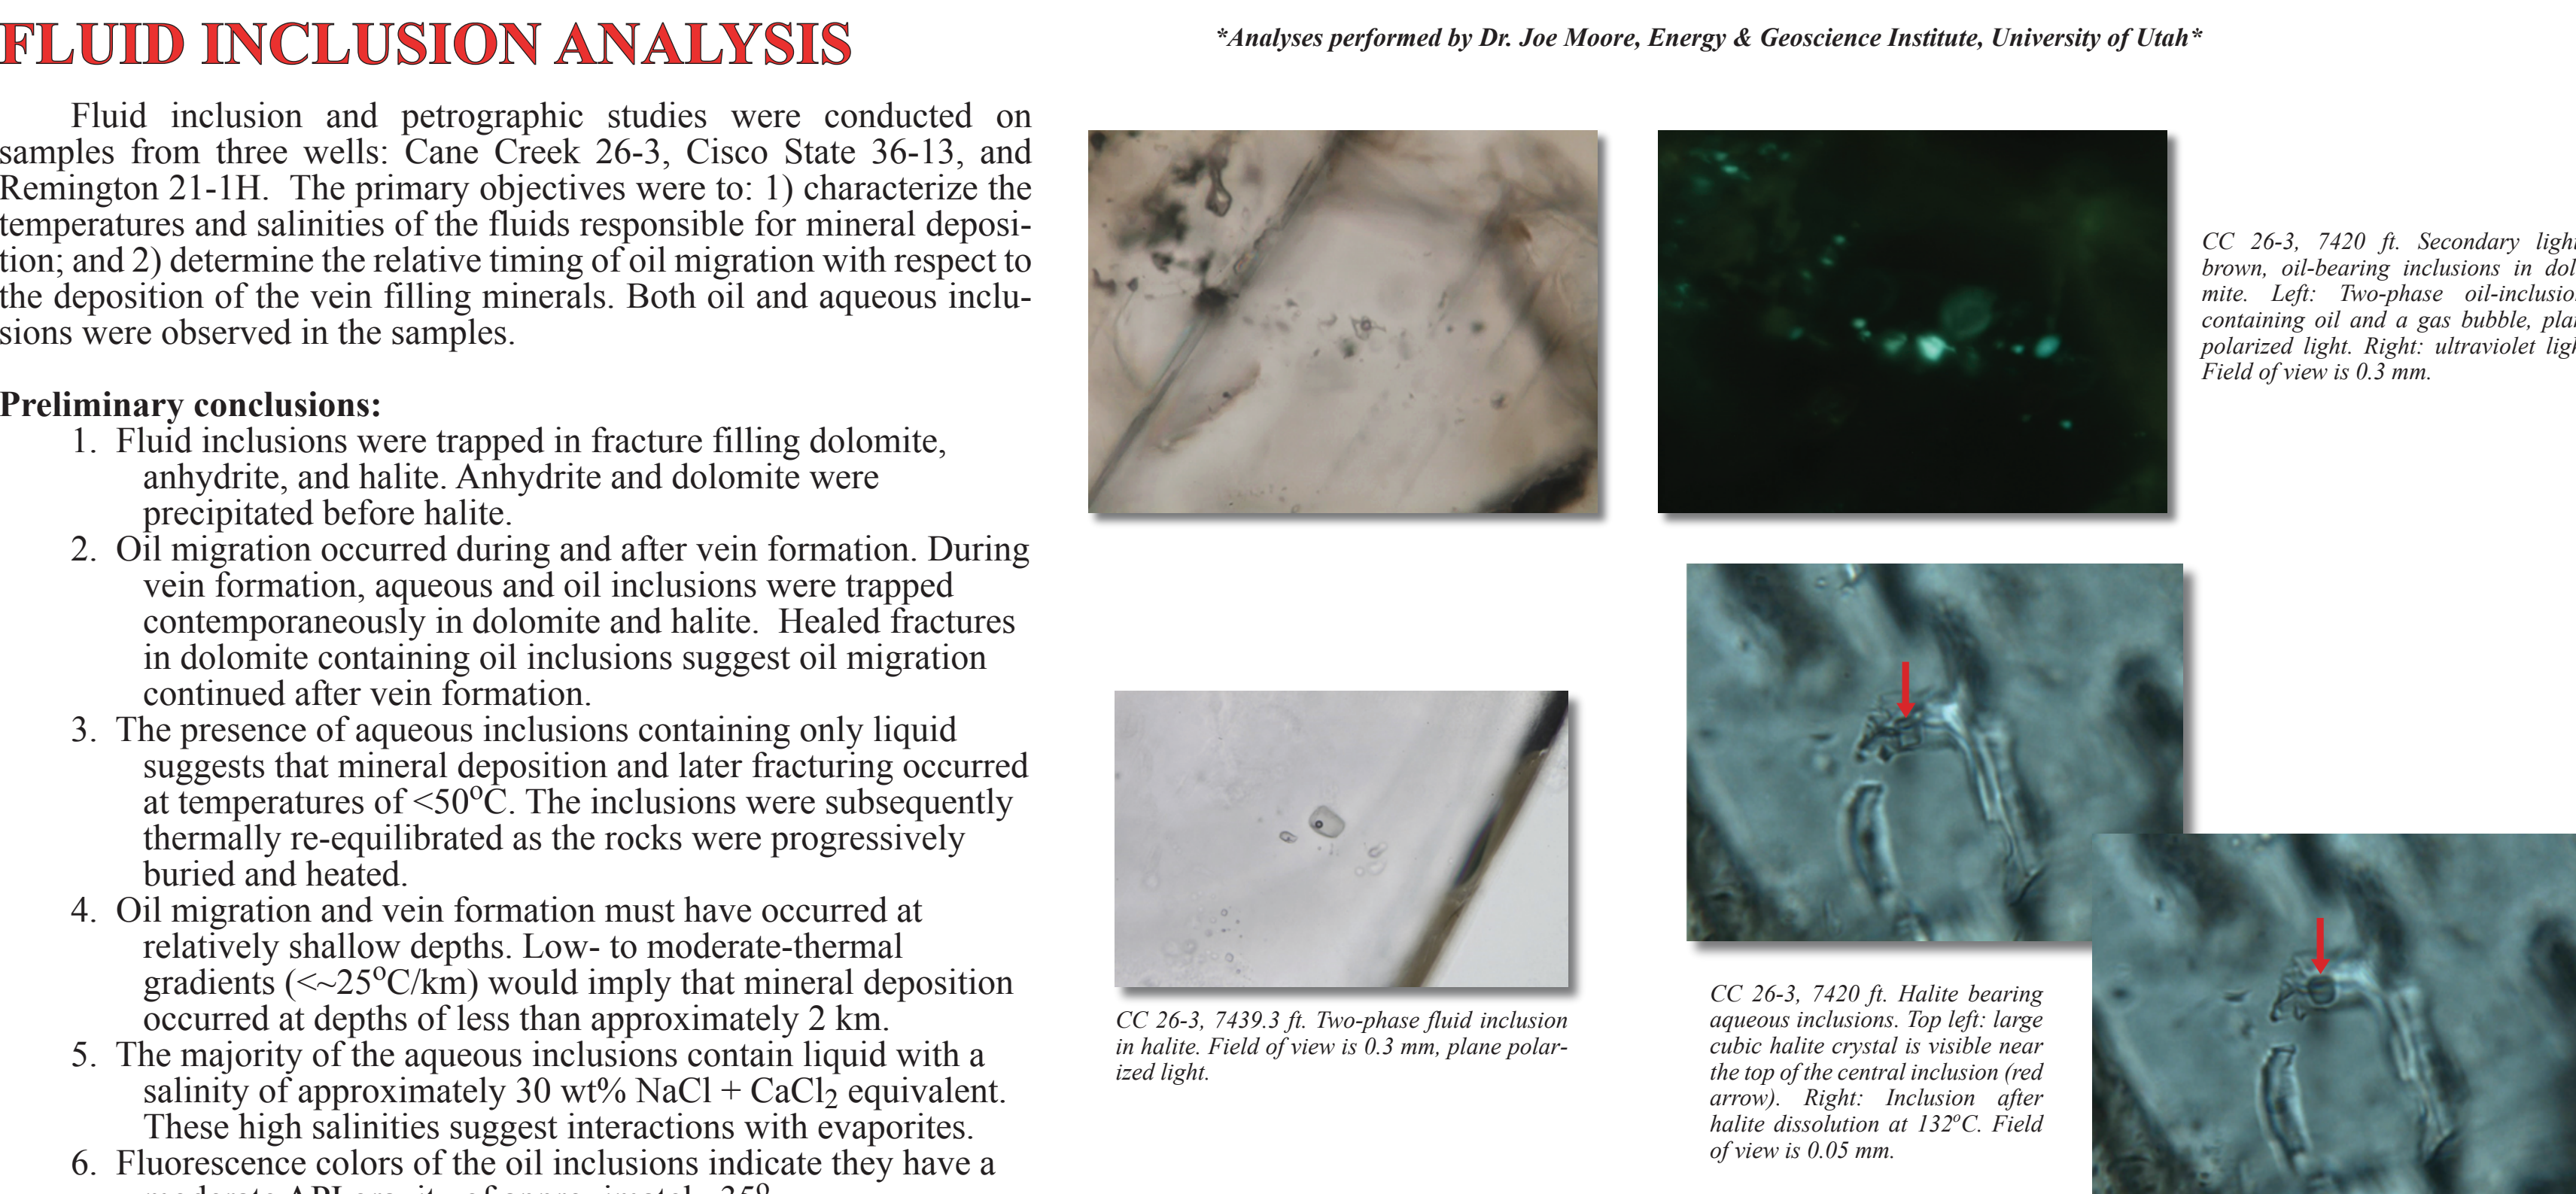 FLUID INCLUSION ANALYSIS
*Analyses performed by Dr. Joe Moore, Energy & Geoscience Institute, University of Utah*
Fluid inclusion and petrographic studies were conducted on
samples from three wells: Cane Creek 26-3, Cisco State 36-13, and
Remington 21-1H. The primary objectives were to: 1) characterize the
temperatures and salinities of the fluids responsible for mineral deposi-
tion; and 2) determine the relative timing of oil migration with respect to
the deposition of the vein filling minerals. Both oil and aqueous inclu-
sions were observed in the samples.
Preliminary conclusions:
1. Fluid inclusions were trapped in fracture filling dolomite,
anhydrite, and halite. Anhydrite and dolomite were
precipitated before halite.
2. Oil migration occurred during and after vein formation. During
vein formation, aqueous and oil inclusions were trapped
contemporaneously in dolomite and halite. Healed fractures
in dolomite containing oil inclusions suggest oil migration
continued after vein formation.
3. The presence of aqueous inclusions containing only liquid
suggests that mineral deposition and later fracturing occurred
at temperatures of <50°C. The inclusions were subsequently
thermally re-equilibrated as the rocks were progressively
buried and heated.
4. Oil migration and vein formation must have occurred at
relatively shallow depths. Low- to moderate-thermal
gradients (<~25°C/km) would imply that mineral deposition
occurred at depths of less than approximately 2 km.
5. The majority of the aqueous inclusions contain liquid with a
salinity of approximately 30 wt% NaCl + CaCl₂ equivalent.
These high salinities suggest interactions with evaporites.
6. Fluorescence colors of the oil inclusions indicate they have a
moderate API gravity of approximately 35°
CC 26-3, 7420 ft. Secondary light
brown, oil-bearing inclusions in dol
mite. Left: Two-phase oil-inclusion
containing oil and a gas bubble, plan
polarized light. Right: ultraviolet ligh
Field of view is 0.3 mm.
CC 26-3, 7439.3 ft. Two-phase fluid inclusion
in halite. Field of view is 0.3 mm, plane polar-
ized light.
CC 26-3, 7420 ft. Halite bearing
aqueous inclusions. Top left: large
cubic halite crystal is visible near
the top of the central inclusion (red
arrow). Right: Inclusion after
halite dissolution at 132°C. Field
of view is 0.05 mm.